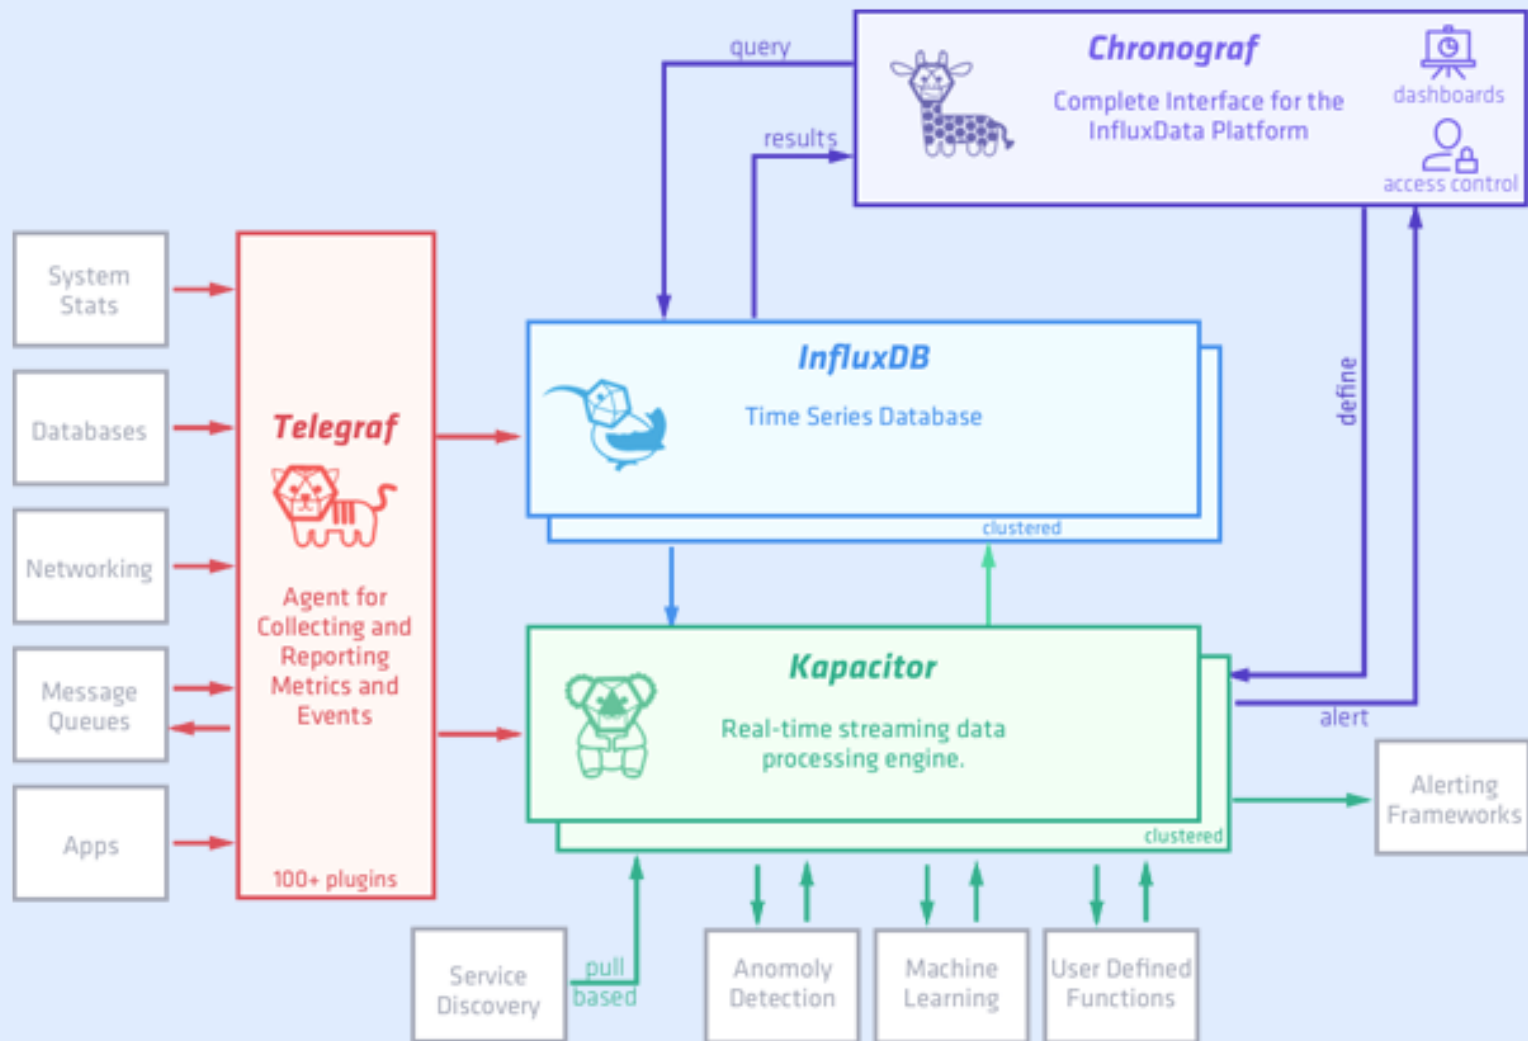 query
Chronograf
Complete Interface for the
InfluxData Platform
dashboards
results
access control
System
Stats
Databases
Networking
Message
Queues
Apps
Telegraf
Agent for
Collecting and
Reporting
Metrics and
Events
100+ plugins
InfluxDB
Time Series Database
clustered
define
Kapacitor
Real-time streaming data
processing engine.
clustered
alert
Alerting
Frameworks
Service
Discovery
pull
based
Anomoly
Detection
Machine
Learning
User Defined
Functions